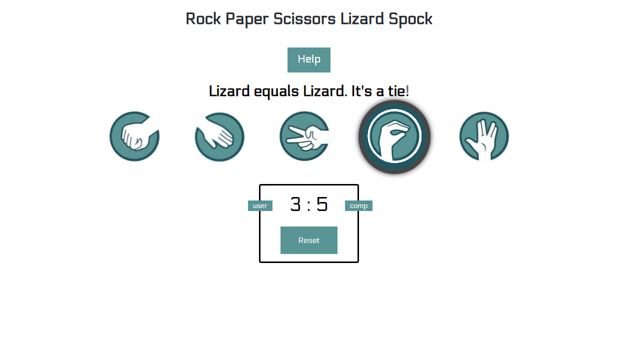 Rock Paper Scissors Lizard Spock
Help
Lizard equals Lizard. It's a tie!
user 3 : 5 comp
Reset